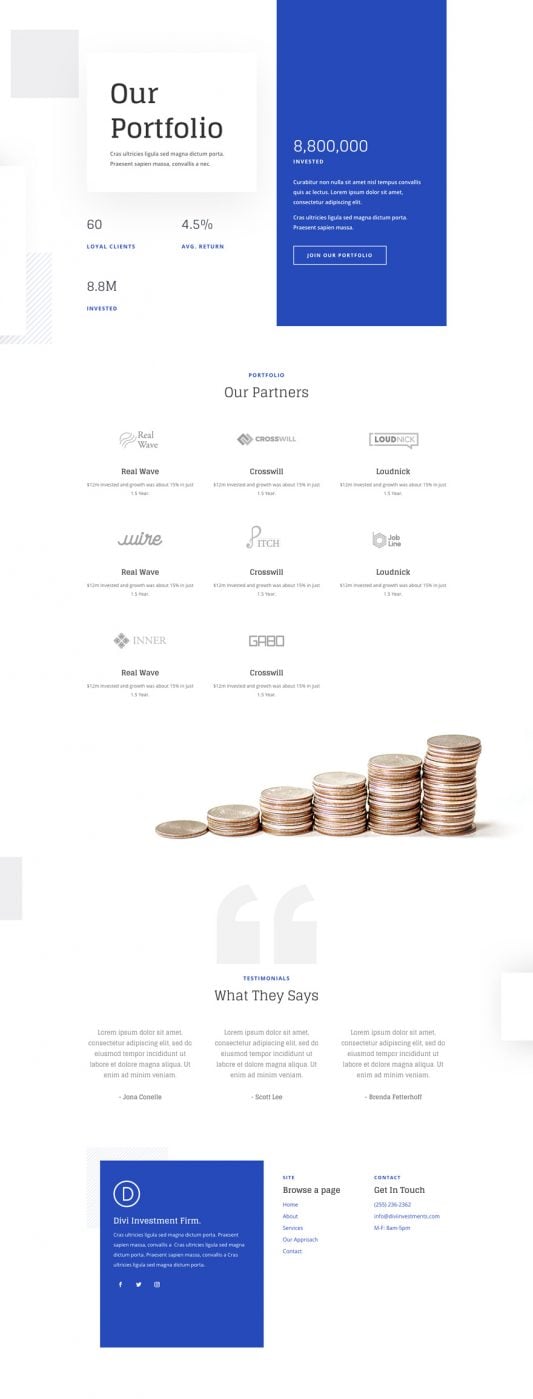 Our
Portfolio
Cras ultricies ligula sed magna dictum porta.
Praesent sapien massa, convallis a nec.
60
LOYAL CLIENTS
4.5%
AVG. RETURN
8.8M
INVESTED
8,800,000
INVESTED
Curabitur non nulla sit amet nisl tempus convallis
quis ac lectus. Lorem ipsum dolor sit amet,
consectetur adipiscing elit.
Cras ultricies ligula sed magna dictum porta.
Praesent sapien massa.
JOIN OUR PORTFOLIO
PORTFOLIO
Our Partners
Real
Wave
CROSSWILL
LOUDNICK
Real Wave
Crosswill
Loudnick
$12m Invested and growth was about 15% in just
1.5 Year.
$12m Invested and growth was about 15% in just
1.5 Year.
$12m Invested and growth was about 15% in just
1.5 Year.
wire
PITCH
Job
Line
Real Wave
Crosswill
Loudnick
$12m Invested and growth was about 15% in just
1.5 Year.
$12m Invested and growth was about 15% in just
1.5 Year.
$12m Invested and growth was about 15% in just
1.5 Year.
INNER
GABO
Real Wave
Crosswill
$12m Invested and growth was about 15% in just
1.5 Year.
$12m Invested and growth was about 15% in just
1.5 Year.
TESTIMONIALS
What They Says
Lorem ipsum dolor sit amet,
consectetur adipiscing elit, sed do
eiusmod tempor incididunt ut
labore et dolore magna aliqua. Ut
enim ad minim veniam.
- Jona Conelle
Lorem ipsum dolor sit amet,
consectetur adipiscing elit, sed do
eiusmod tempor incididunt ut
labore et dolore magna aliqua. Ut
enim ad minim veniam.
- Scott Lee
Lorem ipsum dolor sit amet,
consectetur adipiscing elit, sed do
eiusmod tempor incididunt ut
labore et dolore magna aliqua. Ut
enim ad minim veniam.
- Brenda Fetterhoff
D
Divi Investment Firm.
Cras ultricies ligula sed magna dictum porta. Praesent
sapien massa, convallis a Cras ultricies ligula sed magna
dictum porta. Praesent sapien massa, convallis a Cras
ultricies ligula sed magna dictum porta.
SITE
Browse a page
Home
About
Services
Our Approach
Contact
CONTACT
Get In Touch
(255) 236-2362
info@diviinvestments.com
M-F: 8am-5pm